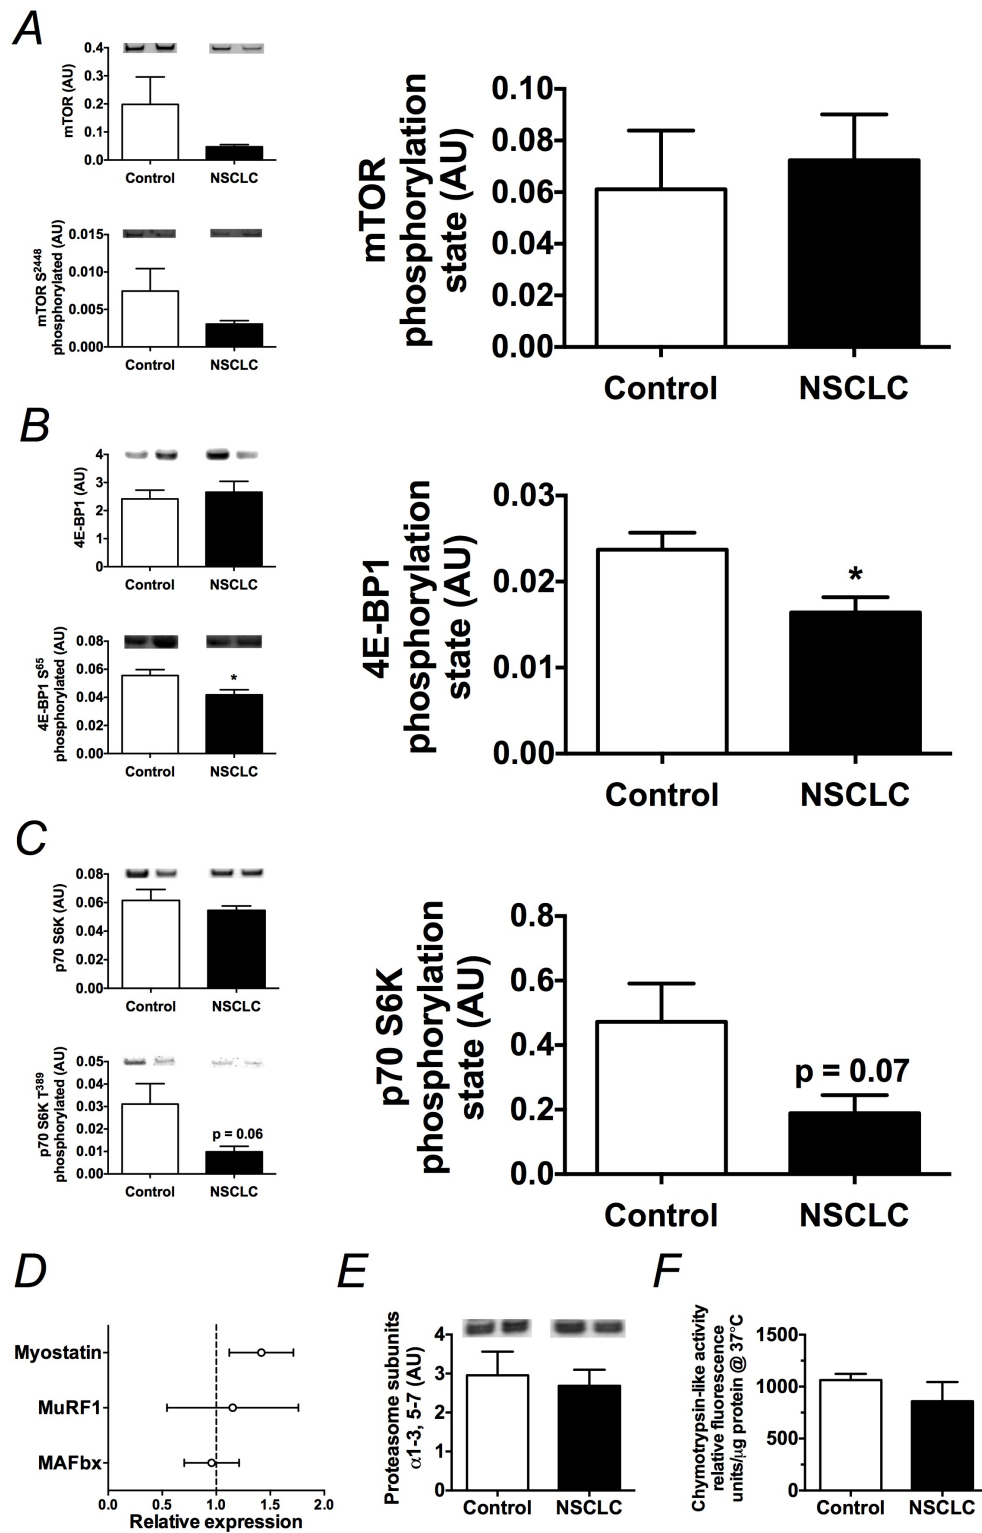 A
mTOR (AU)
0.4
0.3
0.2
0.1
0.0
Control NSCLC
mTOR S2448
phosphorylated (AU)
0.015
0.010
0.005
0.000
Control NSCLC
mTOR
phosphorylation
state (AU)
0.10
0.08
0.06
0.04
0.02
0.00
Control NSCLC
B
4E-BP1 (AU)
4
3
2
1
0
Control NSCLC
4E-BP1 S65
phosphorylated (AU)
0.08
0.06
0.04
0.02
0.00
*
Control NSCLC
4E-BP1
phosphorylation
state (AU)
0.03
0.02
0.01
0.00
*
Control NSCLC
C
p70 S6K (AU)
0.08
0.06
0.04
0.02
0.00
Control NSCLC
p70 S6K T389
phosphorylated (AU)
0.05
0.04
0.03
0.02
0.01
0.00
p = 0.06
Control NSCLC
p70 S6K
phosphorylation
state (AU)
0.8
0.6
0.4
0.2
0.0
p = 0.07
Control NSCLC
D
Myostatin
MuRF1
MAFbx
0.0 0.5 1.0 1.5 2.0
Relative expression
E
Proteasome subunits
α1-3, 5-7 (AU)
4
3
2
1
0
Control NSCLC
F
Chymotrypsin-like activity
relative fluorescence
units/µg protein @ 37°C
1500
1000
500
0
Control NSCLC